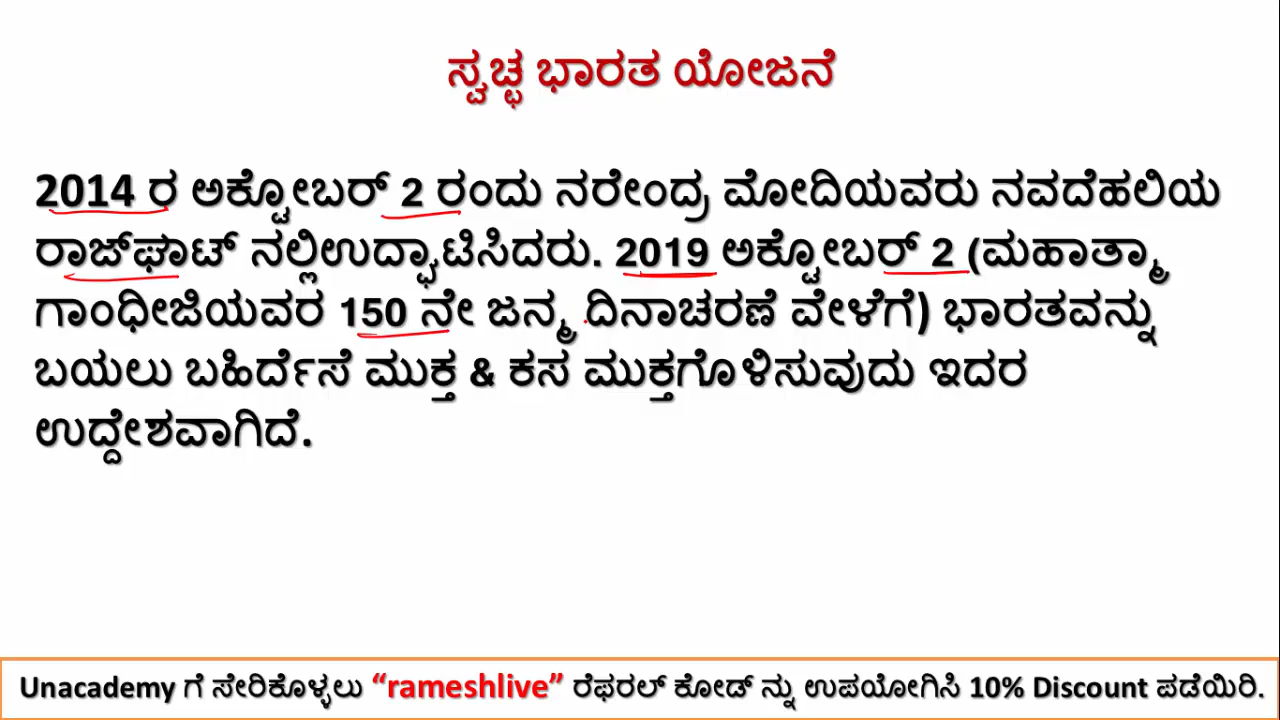 ಸ್ವಚ್ಛ ಭಾರತ ಯೋಜನೆ
2014 ರ ಅಕ್ಟೋಬರ್ 2 ರಂದು ನರೇಂದ್ರ ಮೋದಿಯವರು ನವದೆಹಲಿಯ
ರಾಜ್‌ಘಾಟ್ ನಲ್ಲಿಉದ್ಘಾಟಿಸಿದರು. 2019 ಅಕ್ಟೋಬರ್ 2 (ಮಹಾತ್ಮಾ
ಗಾಂಧೀಜಿಯವರ 150 ನೇ ಜನ್ಮ ದಿನಾಚರಣೆ ವೇಳೆಗೆ) ಭಾರತವನ್ನು
ಬಯಲು ಬಹಿರ್ದೆಸೆ ಮುಕ್ತ & ಕಸ ಮುಕ್ತಗೊಳಿಸುವುದು ಇದರ
ಉದ್ದೇಶವಾಗಿದೆ.
Unacademy ಗೆ ಸೇರಿಕೊಳ್ಳಲು “rameshlive” ರೆಫರಲ್ ಕೋಡ್ ನ್ನು ಉಪಯೋಗಿಸಿ 10% Discount ಪಡೆಯಿರಿ.